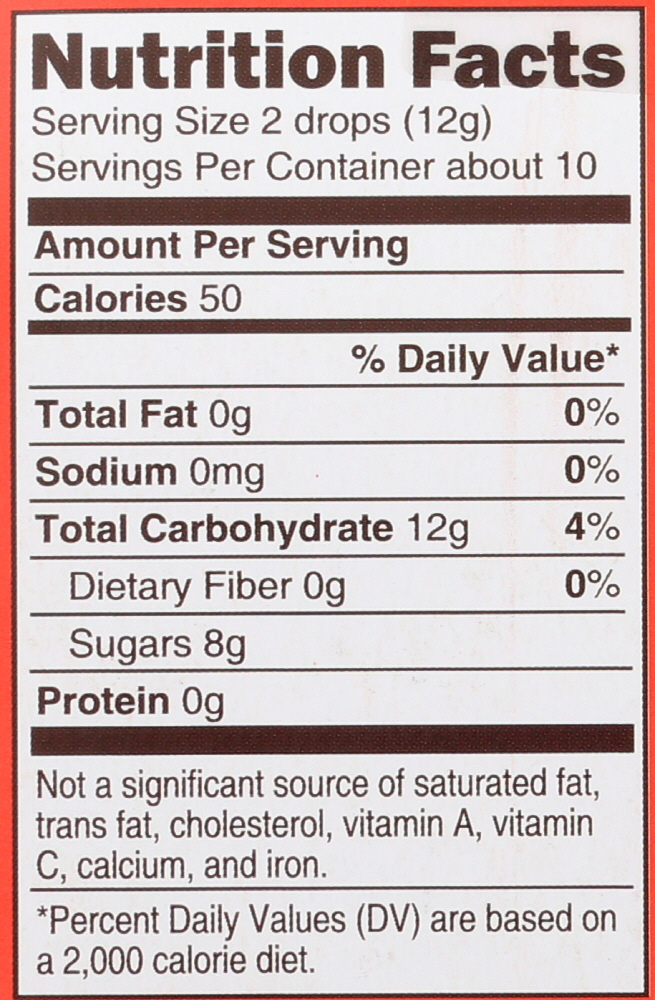 Nutrition Facts
Serving Size 2 drops (12g)
Servings Per Container about 10
Amount Per Serving
Calories 50
% Daily Value*
Total Fat 0g 0%
Sodium 0mg 0%
Total Carbohydrate 12g 4%
Dietary Fiber 0g 0%
Sugars 8g
Protein 0g
Not a significant source of saturated fat,
trans fat, cholesterol, vitamin A, vitamin
C, calcium, and iron.
*Percent Daily Values (DV) are based on
a 2,000 calorie diet.